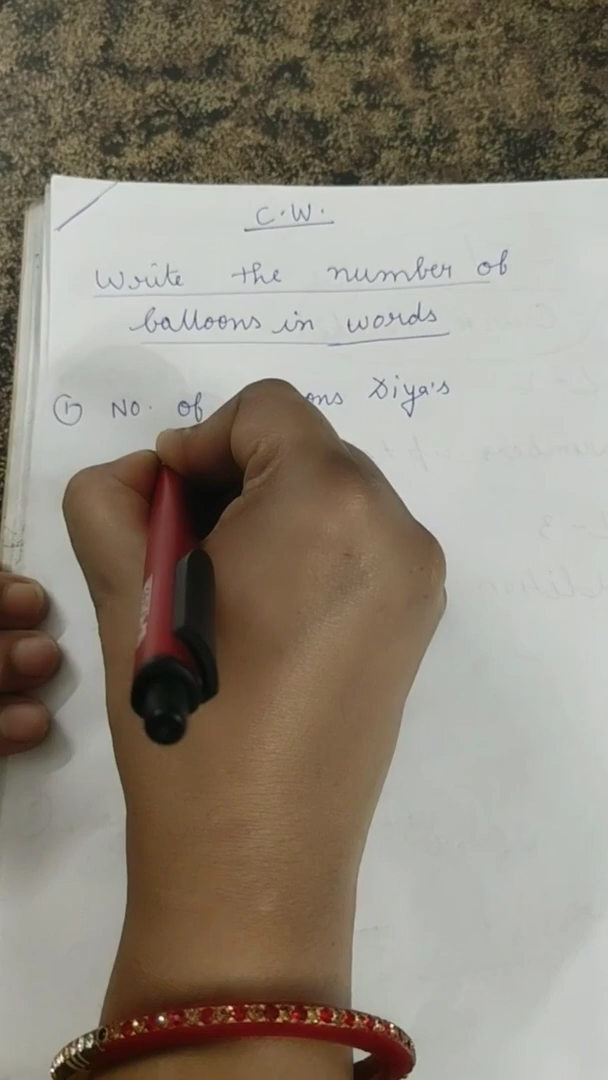 C.W.
Write the number of
balloons in words
① No. of ons Diya's